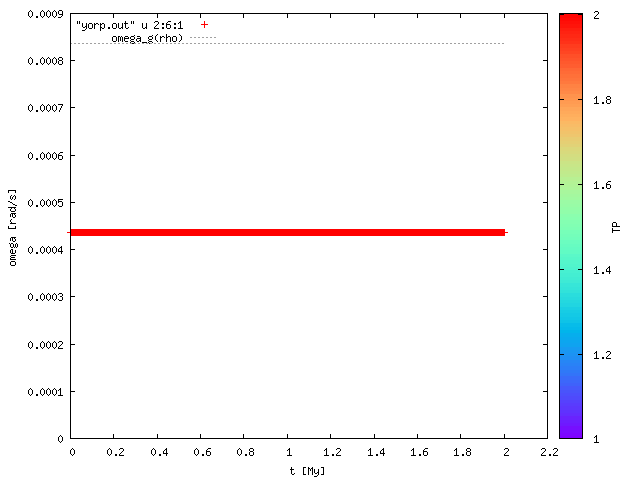 "yorp.out" u 2:6:1
omega_g(rho)
0.0009
0.0008
0.0007
0.0006
0.0005
0.0004
0.0003
0.0002
0.0001
0
omega [rad/s]
0 0.2 0.4 0.6 0.8 1 1.2 1.4 1.6 1.8 2 2.2
t [My]
2
1.8
1.6
1.4
1.2
1
TP